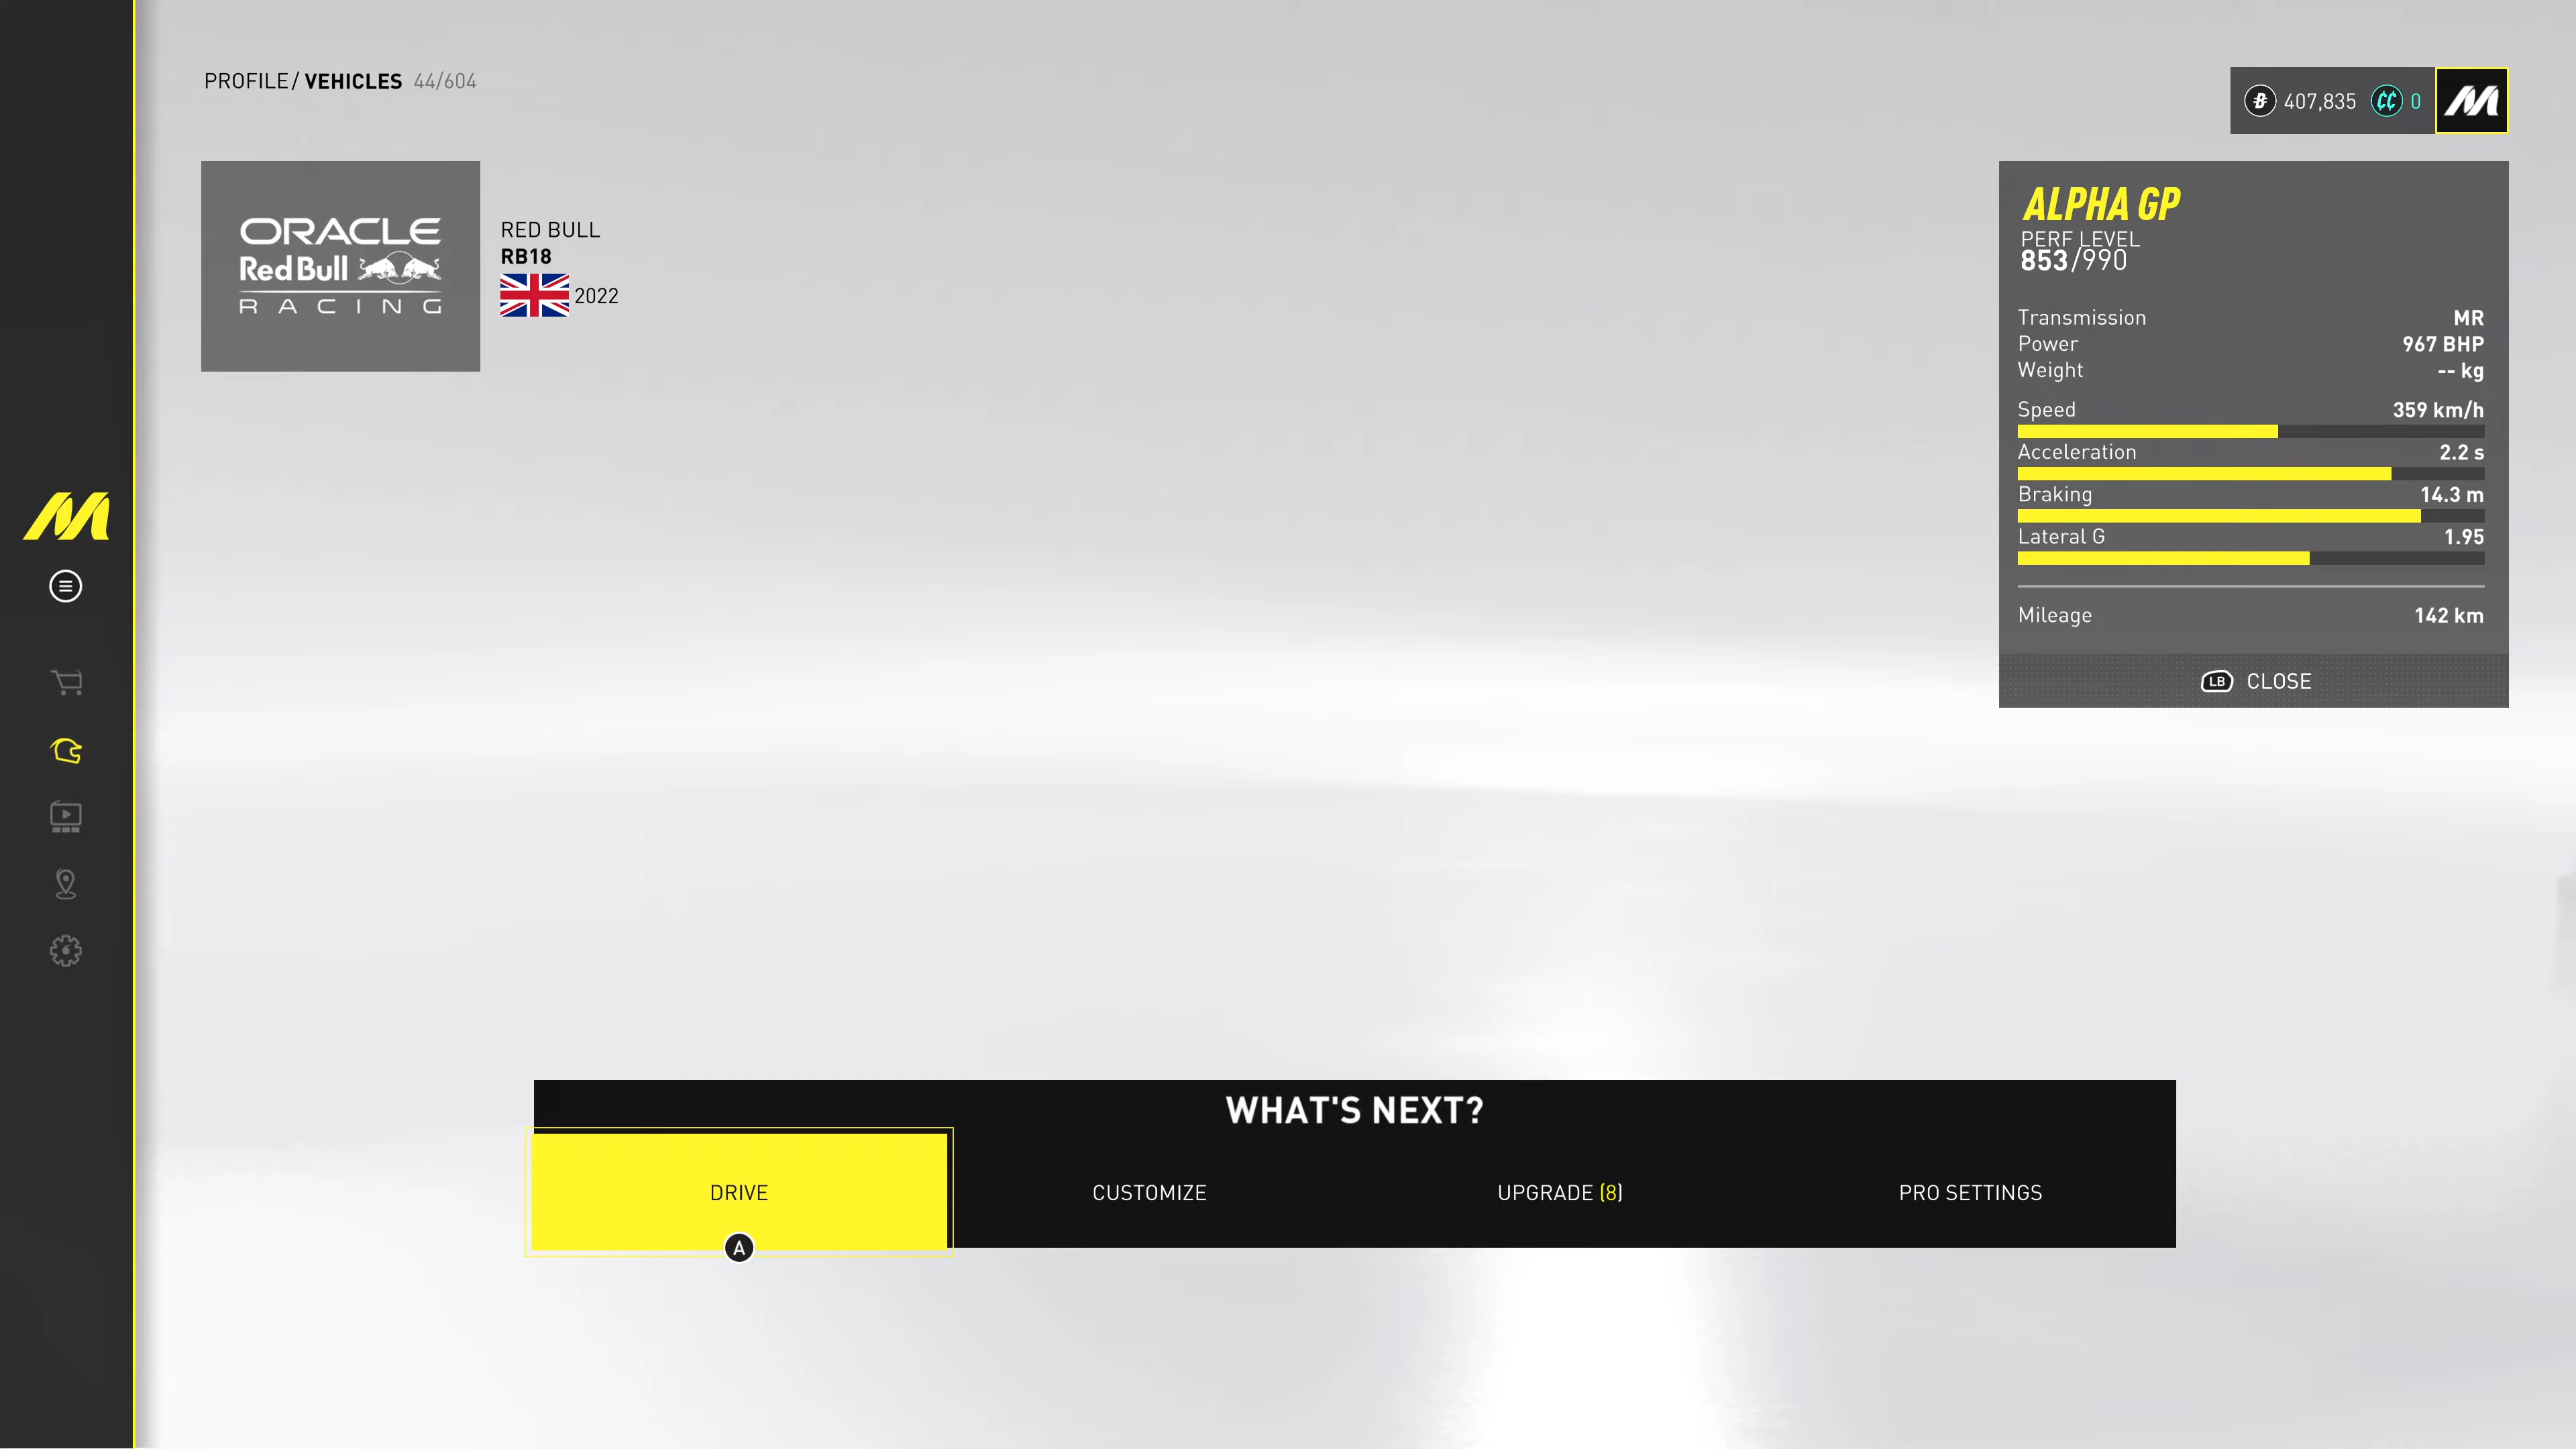 PROFILE/ VEHICLES 44/604
407,835 0
ORACLE
Red Bull
RACING
RED BULL
RB18
2022
ALPHA GP
PERF LEVEL
853/990
Transmission MR
Power 967 BHP
Weight -- kg
Speed 359 km/h
Acceleration 2.2 s
Braking 14.3 m
Lateral G 1.95
Mileage 142 km
LB CLOSE
WHAT'S NEXT?
DRIVE CUSTOMIZE UPGRADE (8) PRO SETTINGS
A